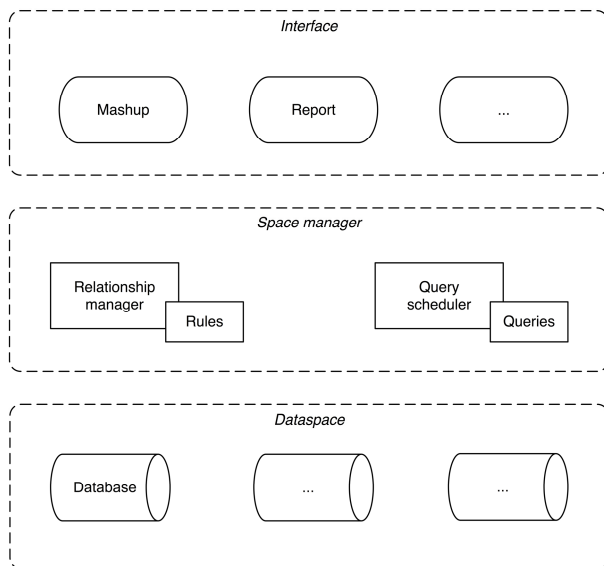 Interface
Mashup
Report
...
Space manager
Relationship
manager
Rules
Query
scheduler
Queries
Dataspace
Database
...
...